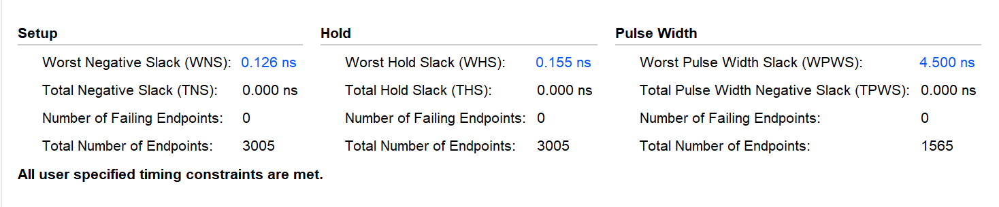 Setup Hold Pulse Width
Worst Negative Slack (WNS): 0.126 ns Worst Hold Slack (WHS): 0.155 ns Worst Pulse Width Slack (WPWS): 4.500 ns
Total Negative Slack (TNS): 0.000 ns Total Hold Slack (THS): 0.000 ns Total Pulse Width Negative Slack (TPWS): 0.000 ns
Number of Failing Endpoints: 0 Number of Failing Endpoints: 0 Number of Failing Endpoints: 0
Total Number of Endpoints: 3005 Total Number of Endpoints: 3005 Total Number of Endpoints: 1565
All user specified timing constraints are met.